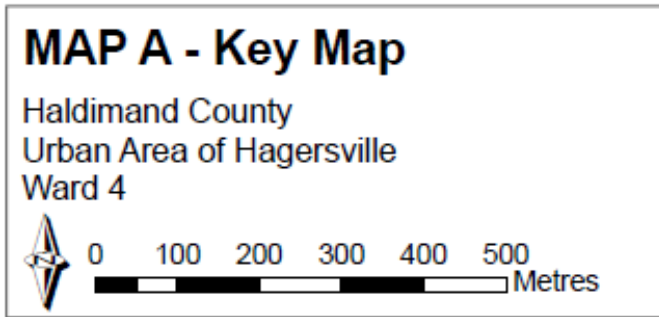 MAP A - Key Map
Haldimand County
Urban Area of Hagersville
Ward 4
N 0 100 200 300 400 500
Metres